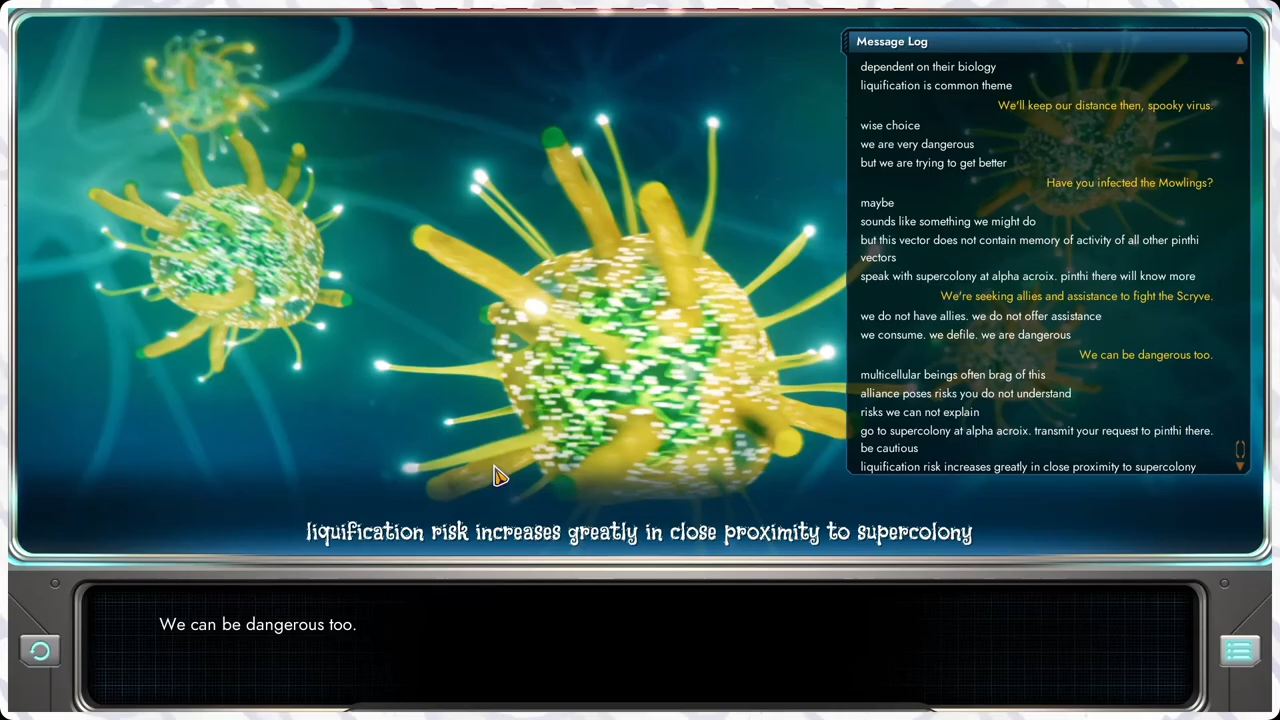 Message Log
dependent on their biology
liquification is common theme
We'll keep our distance then, spooky virus.
wise choice
we are very dangerous
but we are trying to get better
Have you infected the Mowlings?
maybe
sounds like something we might do
but this vector does not contain memory of activity of all other pinthi
vectors
speak with supercolony at alpha acroix. pinthi there will know more
We're seeking allies and assistance to fight the Scryve.
we do not have allies. we do not offer assistance
we consume. we defile. we are dangerous
We can be dangerous too.
multicellular beings often brag of this
alliance poses risks you do not understand
risks we can not explain
go to supercolony at alpha acroix. transmit your request to pinthi there.
be cautious
liquification risk increases greatly in close proximity to supercolony
liquification risk increases greatly in close proximity to supercolony
We can be dangerous too.